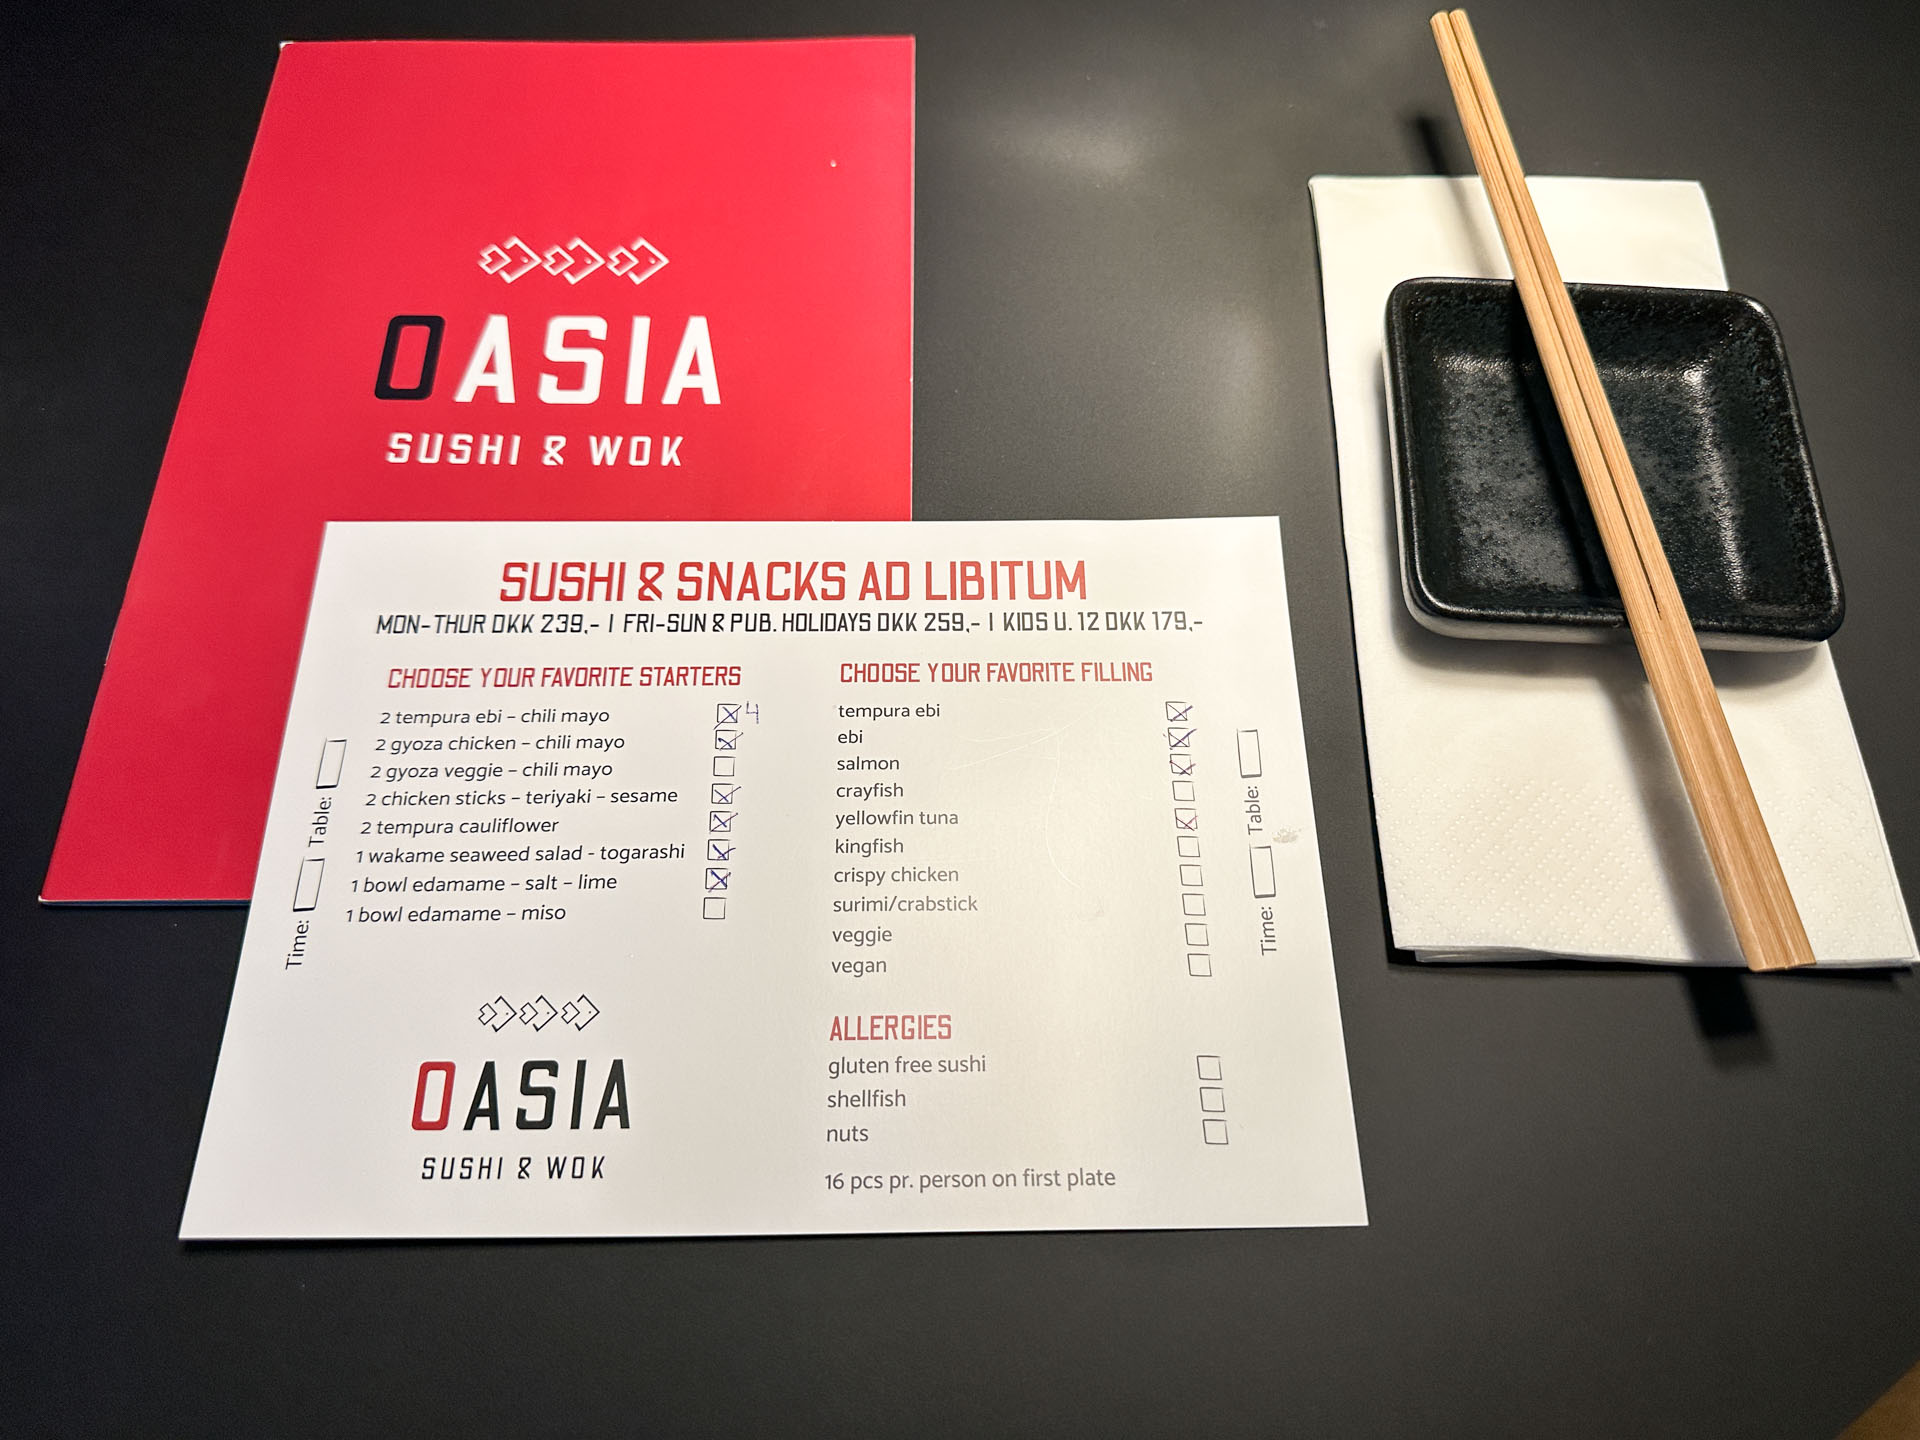 OASIA
SUSHI & WOK
SUSHI & SNACKS AD LIBITUM
MON-THUR DKK 239,- I FRI-SUN & PUB. HOLIDAYS DKK 259,- I KIDS U. 12 DKK 179,-
CHOOSE YOUR FAVORITE STARTERS
2 tempura ebi – chili mayo 4
2 gyoza chicken – chili mayo
2 gyoza veggie – chili mayo
2 chicken sticks – teriyaki – sesame
2 tempura cauliflower
1 wakame seaweed salad - togarashi
1 bowl edamame – salt – lime
1 bowl edamame – miso
Time: Table:
OASIA
SUSHI & WOK
CHOOSE YOUR FAVORITE FILLING
tempura ebi
ebi
salmon
crayfish
yellowfin tuna
kingfish
crispy chicken
surimi/crabstick
veggie
vegan
ALLERGIES
gluten free sushi
shellfish
nuts
16 pcs pr. person on first plate
Time: Table: